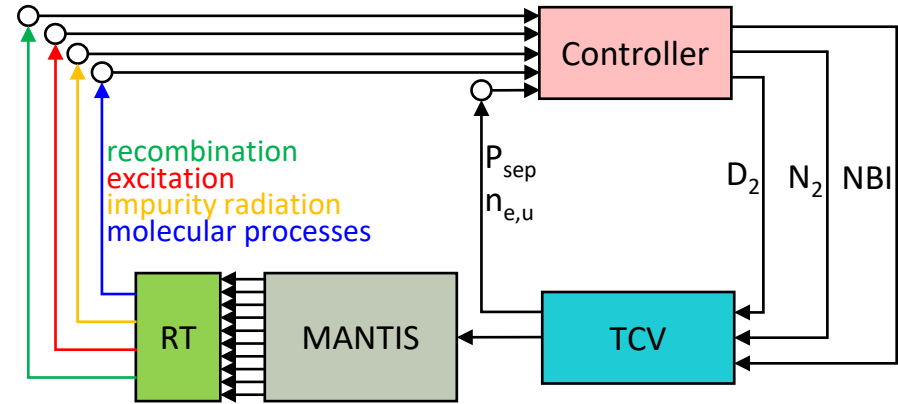 Controller
recombination
excitation
impurity radiation
molecular processes
P_sep
n_e,u
D_2
N_2
NBI
RT
MANTIS
TCV